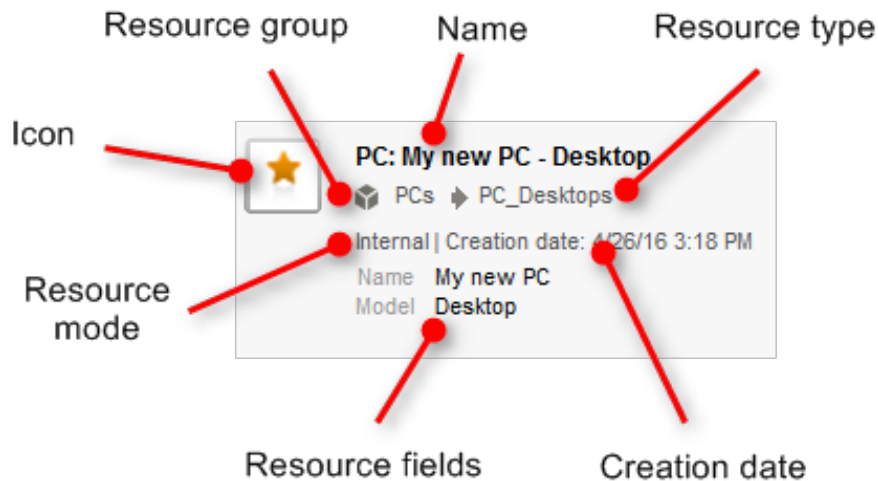 Resource group
Name
Resource type
Icon
PC: My new PC - Desktop
PCs PC_Desktops
Internal | Creation date: 4/26/16 3:18 PM
Name My new PC
Model Desktop
Resource
mode
Resource fields
Creation date